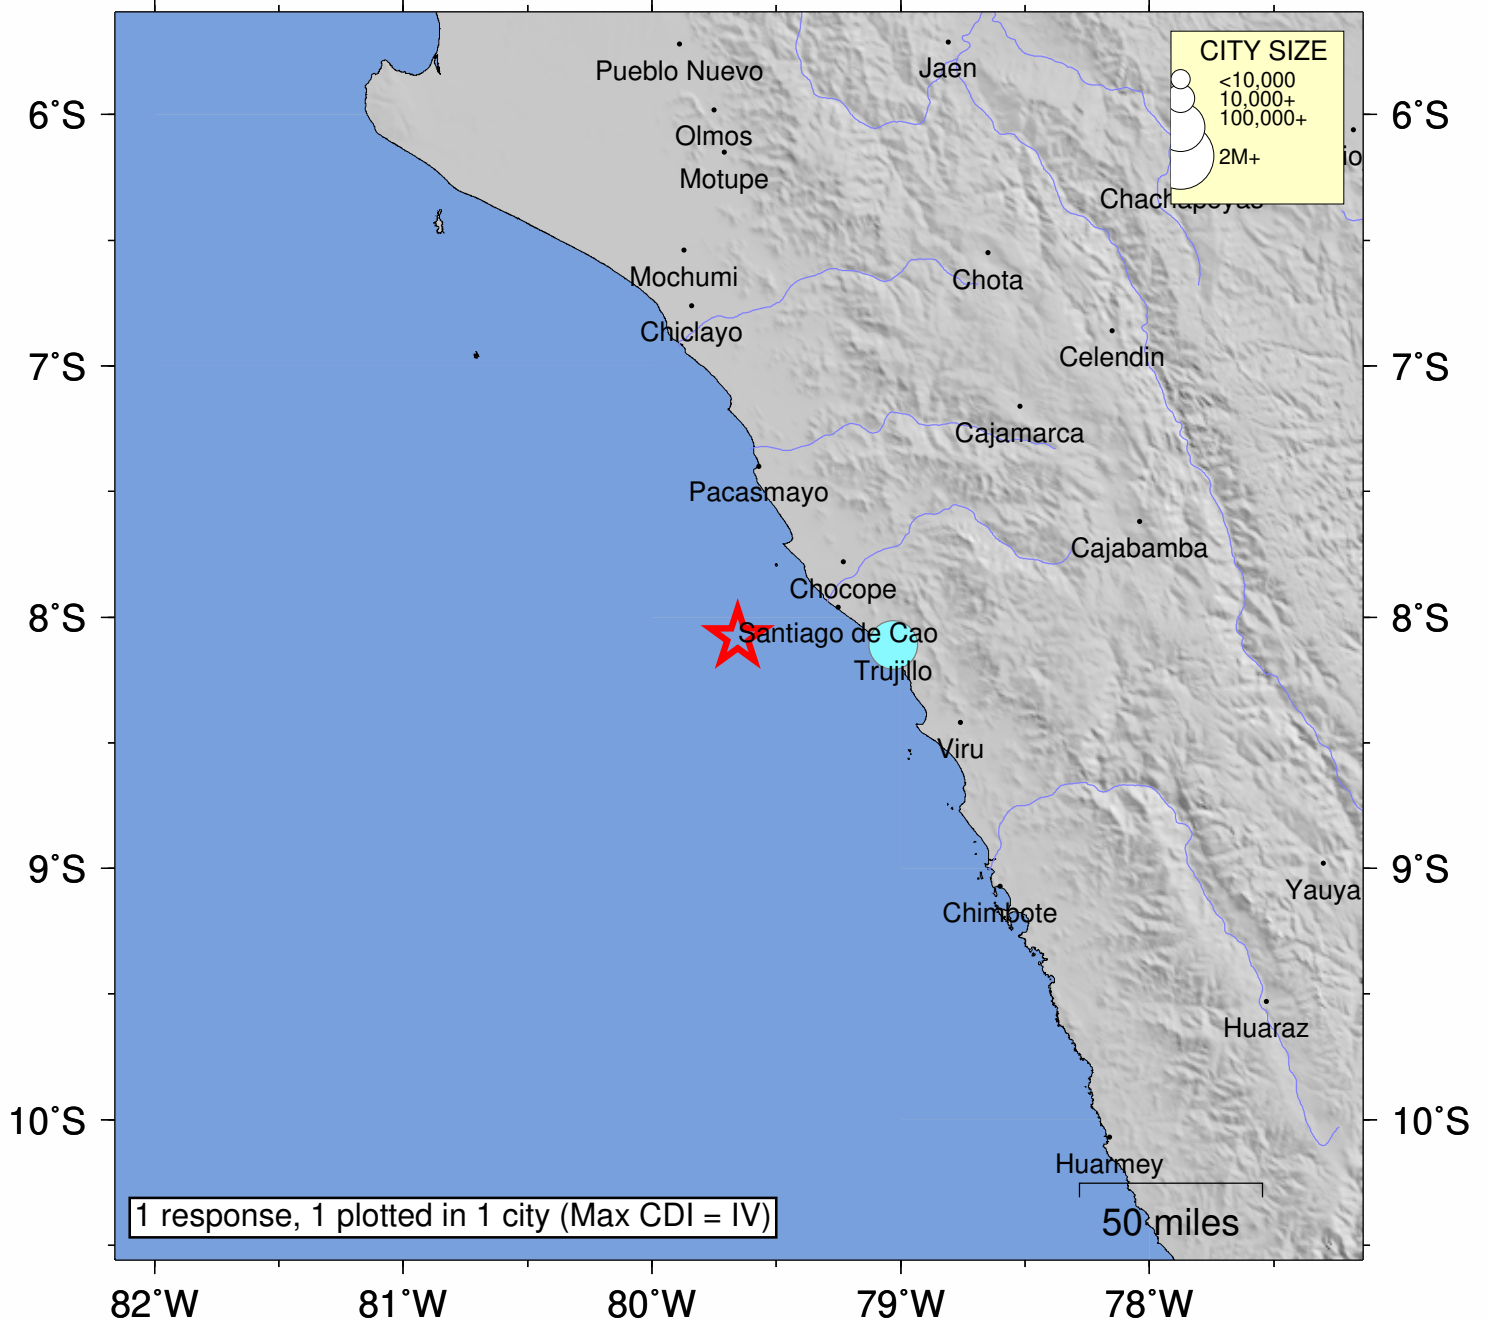 CITY SIZE
<10,000
10,000+
100,000+
2M+
Pueblo Nuevo
Jaen
6°S
6°S
Olmos
io
Motupe
Chachapoyas
Mochumi
Chota
Chiclayo
Celendin
7°S
7°S
Cajamarca
Pacasmayo
Cajabamba
Chocope
8°S
8°S
Santiago de Cao
Trujillo
Viru
9°S
9°S
Yauya
Chimbote
Huaraz
10°S
10°S
Huarmey
1 response, 1 plotted in 1 city (Max CDI = IV)
50 miles
82°W
81°W
80°W
79°W
78°W